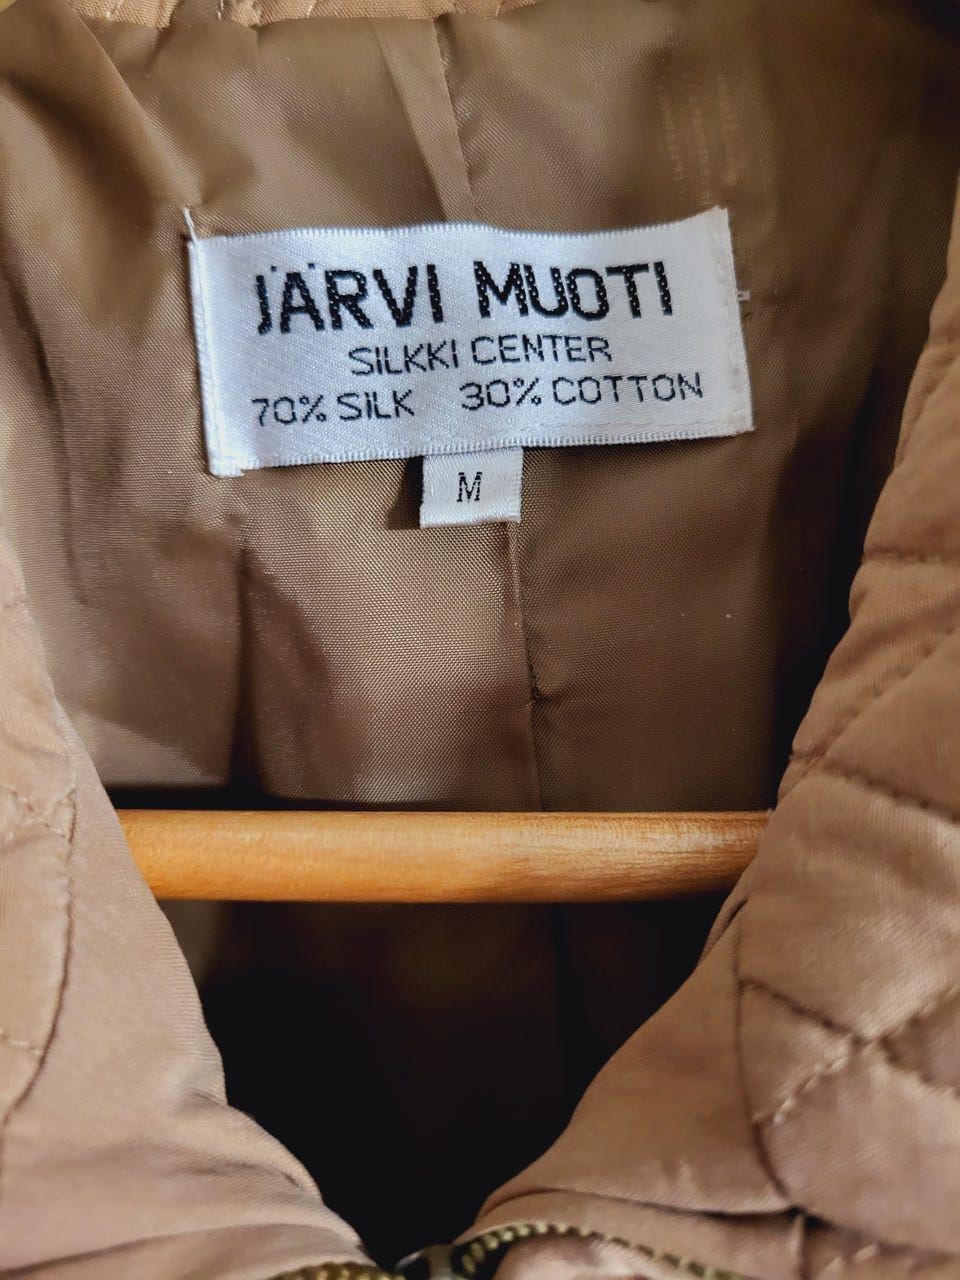 JÄRVI MUOTI
SILKKI CENTER
70% SILK 30% COTTON
M